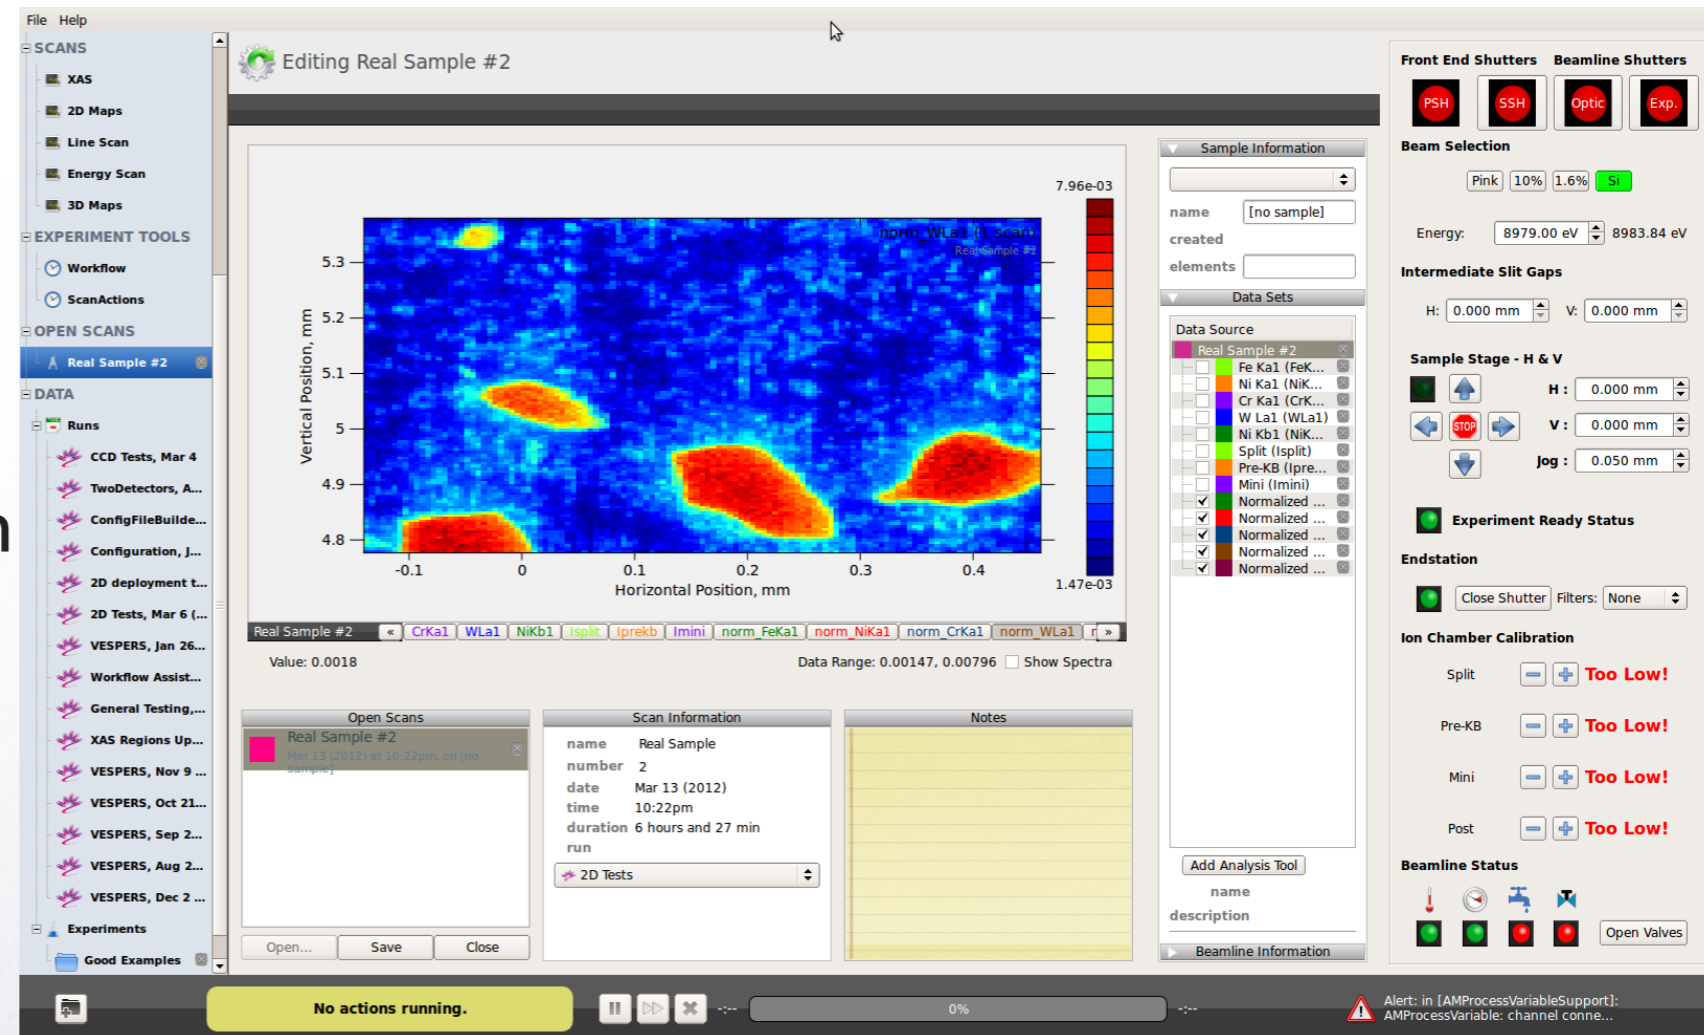 File Help
SCANS
XAS
2D Maps
Line Scan
Energy Scan
3D Maps
EXPERIMENT TOOLS
Workflow
ScanActions
OPEN SCANS
Real Sample #2
DATA
Runs
CCD Tests, Mar 4
TwoDetectors, A...
ConfigFileBuilde...
Configuration, J...
2D deployment t...
2D Tests, Mar 6 (...
VESPERS, Jan 26...
Workflow Assist...
General Testing,...
XAS Regions Up...
VESPERS, Nov 9 ...
VESPERS, Oct 21...
VESPERS, Sep 2...
VESPERS, Aug 2...
VESPERS, Dec 2 ...
Experiments
Good Examples
n
Editing Real Sample #2
7.96e-03
norm_WLa1 (1 scan)
Real Sample #2
5.3
5.2
5.1
5
4.9
4.8
Vertical Position, mm
-0.1 0 0.1 0.2 0.3 0.4
1.47e-03
Horizontal Position, mm
Real Sample #2 « CrKa1 WLa1 NiKb1 Isplit Iprekb Imini norm_FeKa1 norm_NiKa1 norm_CrKa1 norm_WLa1 r »
Value: 0.0018 Data Range: 0.00147, 0.00796 Show Spectra
Open Scans
Real Sample #2
Mar 13 (2012) at 10:22pm, on [no
sample]
Open... Save Close
Scan Information
name Real Sample
number 2
date Mar 13 (2012)
time 10:22pm
duration 6 hours and 27 min
run
2D Tests
Notes
Sample Information
name [no sample]
created
elements
Data Sets
Data Source
Real Sample #2
Fe Ka1 (FeK...
Ni Ka1 (NiK...
Cr Ka1 (CrK...
W La1 (WLa1)
Ni Kb1 (NiK...
Split (Isplit)
Pre-KB (Ipre...
Mini (Imini)
Normalized ...
Normalized ...
Normalized ...
Normalized ...
Normalized ...
Add Analysis Tool
name
description
Beamline Information
Front End Shutters Beamline Shutters
PSH SSH Optic Exp.
Beam Selection
Pink 10% 1.6% Si
Energy: 8979.00 eV 8983.84 eV
Intermediate Slit Gaps
H: 0.000 mm V: 0.000 mm
Sample Stage - H & V
H : 0.000 mm
STOP V : 0.000 mm
Jog : 0.050 mm
Experiment Ready Status
Endstation
Close Shutter Filters: None
Ion Chamber Calibration
Split Too Low!
Pre-KB Too Low!
Mini Too Low!
Post Too Low!
Beamline Status
Open Valves
No actions running. -:-- 0% -:--
Alert: in [AMProcessVariableSupport]:
AMProcessVariable: channel conne...